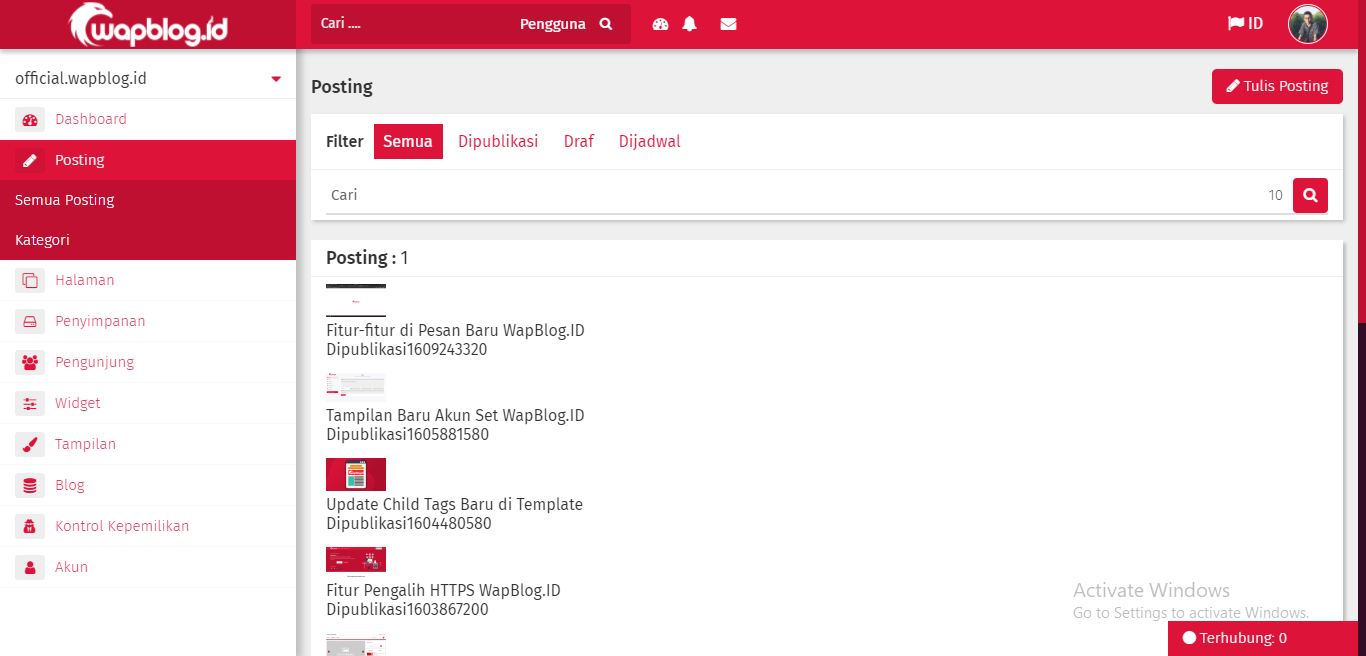 wapblog.id
Cari ....
Pengguna
ID
official.wapblog.id
Dashboard
Posting
Semua Posting
Kategori
Halaman
Penyimpanan
Pengunjung
Widget
Tampilan
Blog
Kontrol Kepemilikan
Akun
Posting
Tulis Posting
Filter Semua Dipublikasi Draf Dijadwal
Cari 10
Posting : 1
Fitur-fitur di Pesan Baru WapBlog.ID
Dipublikasi1609243320
Tampilan Baru Akun Set WapBlog.ID
Dipublikasi1605881580
Update Child Tags Baru di Template
Dipublikasi1604480580
Fitur Pengalih HTTPS WapBlog.ID
Dipublikasi1603867200
Activate Windows
Go to Settings to activate Windows.
Terhubung: 0